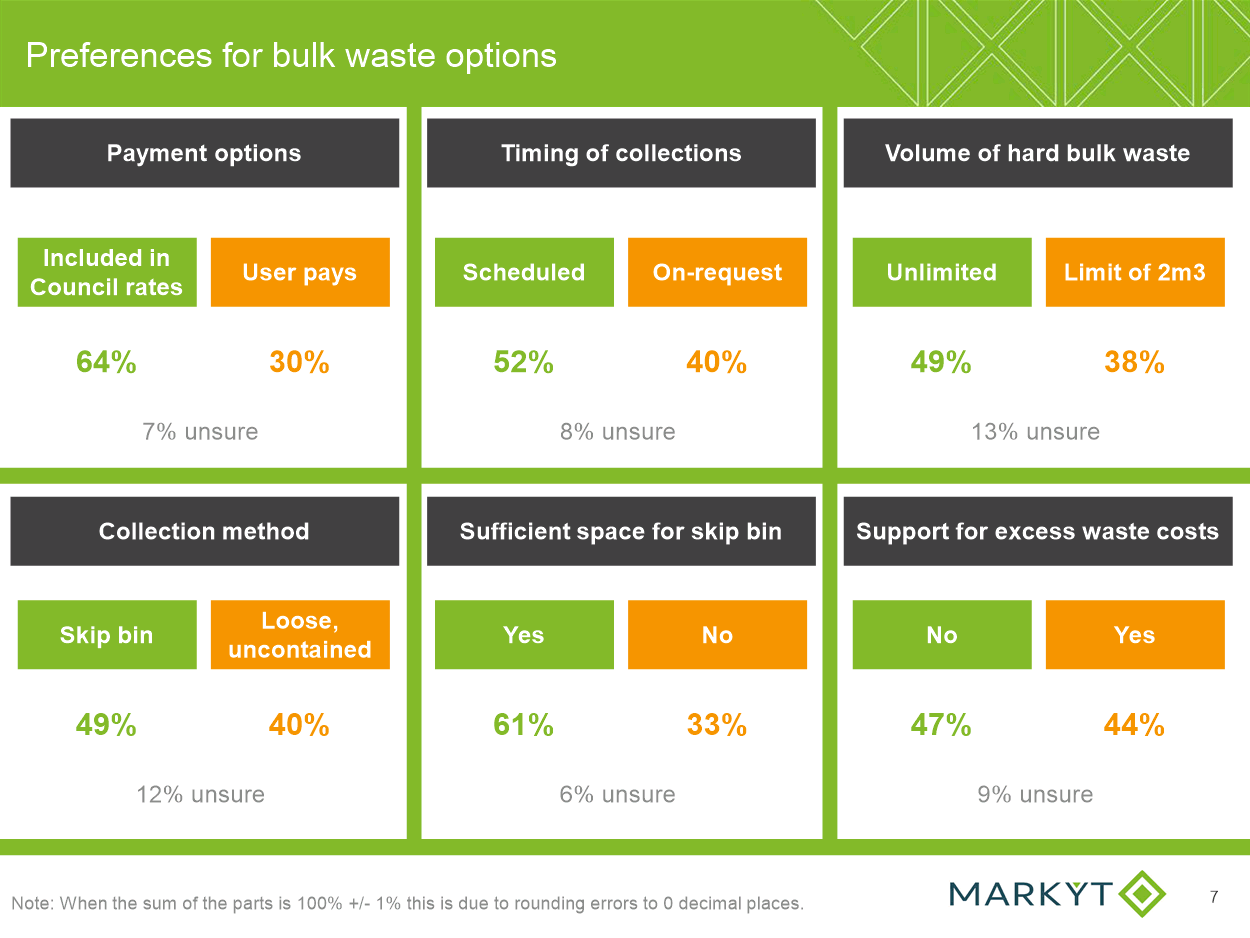 Preferences for bulk waste options
Payment options
Included in
Council rates
User pays
64%
30%
7% unsure
Timing of collections
Scheduled
On-request
52%
40%
8% unsure
Volume of hard bulk waste
Unlimited
Limit of 2m3
49%
38%
13% unsure
Collection method
Skip bin
Loose,
uncontained
49%
40%
12% unsure
Sufficient space for skip bin
Yes
No
61%
33%
6% unsure
Support for excess waste costs
No
Yes
47%
44%
9% unsure
Note: When the sum of the parts is 100% +/- 1% this is due to rounding errors to 0 decimal places.
MARKYT
7